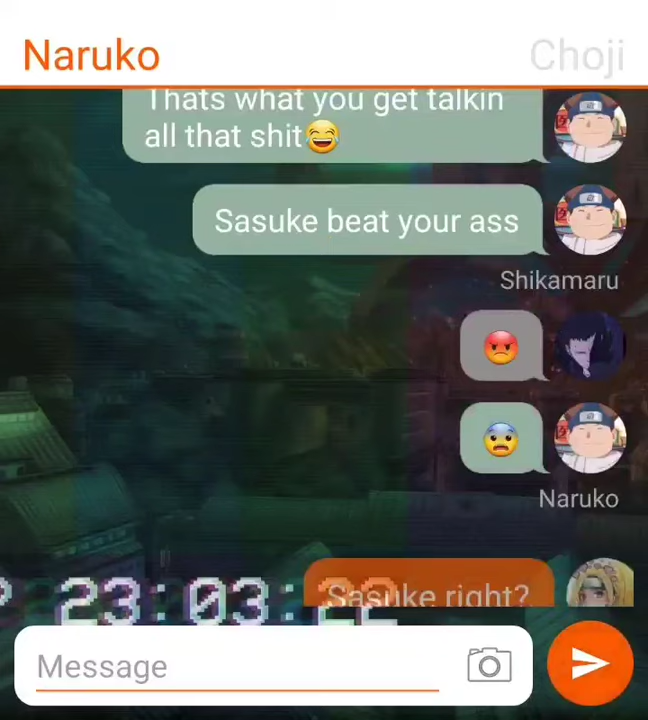 Naruko
Choji
Thats what you get talkin
all that shit😂
Sasuke beat your ass
Shikamaru
😡
😨
Naruko
Sasuke right?
23:03:22
Message